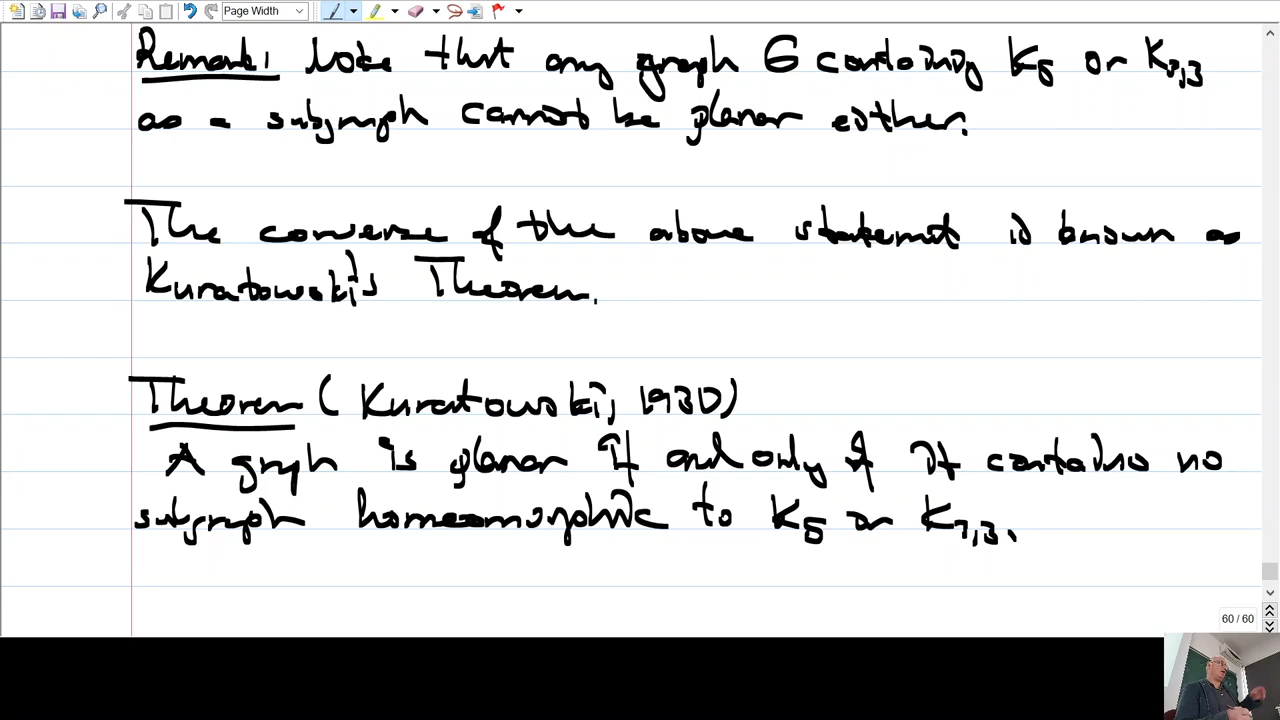 Page Width
Remark: Note that any graph G containing K5 or K3,3
as a subgraph cannot be planar either.
The converse of the above statement is known as
Kuratowski's Theorem.
Theorem (Kuratowski, 1930)
A graph is planar if and only if it contains no
subgraph homeomorphic to K5 or K3,3.
60 / 60